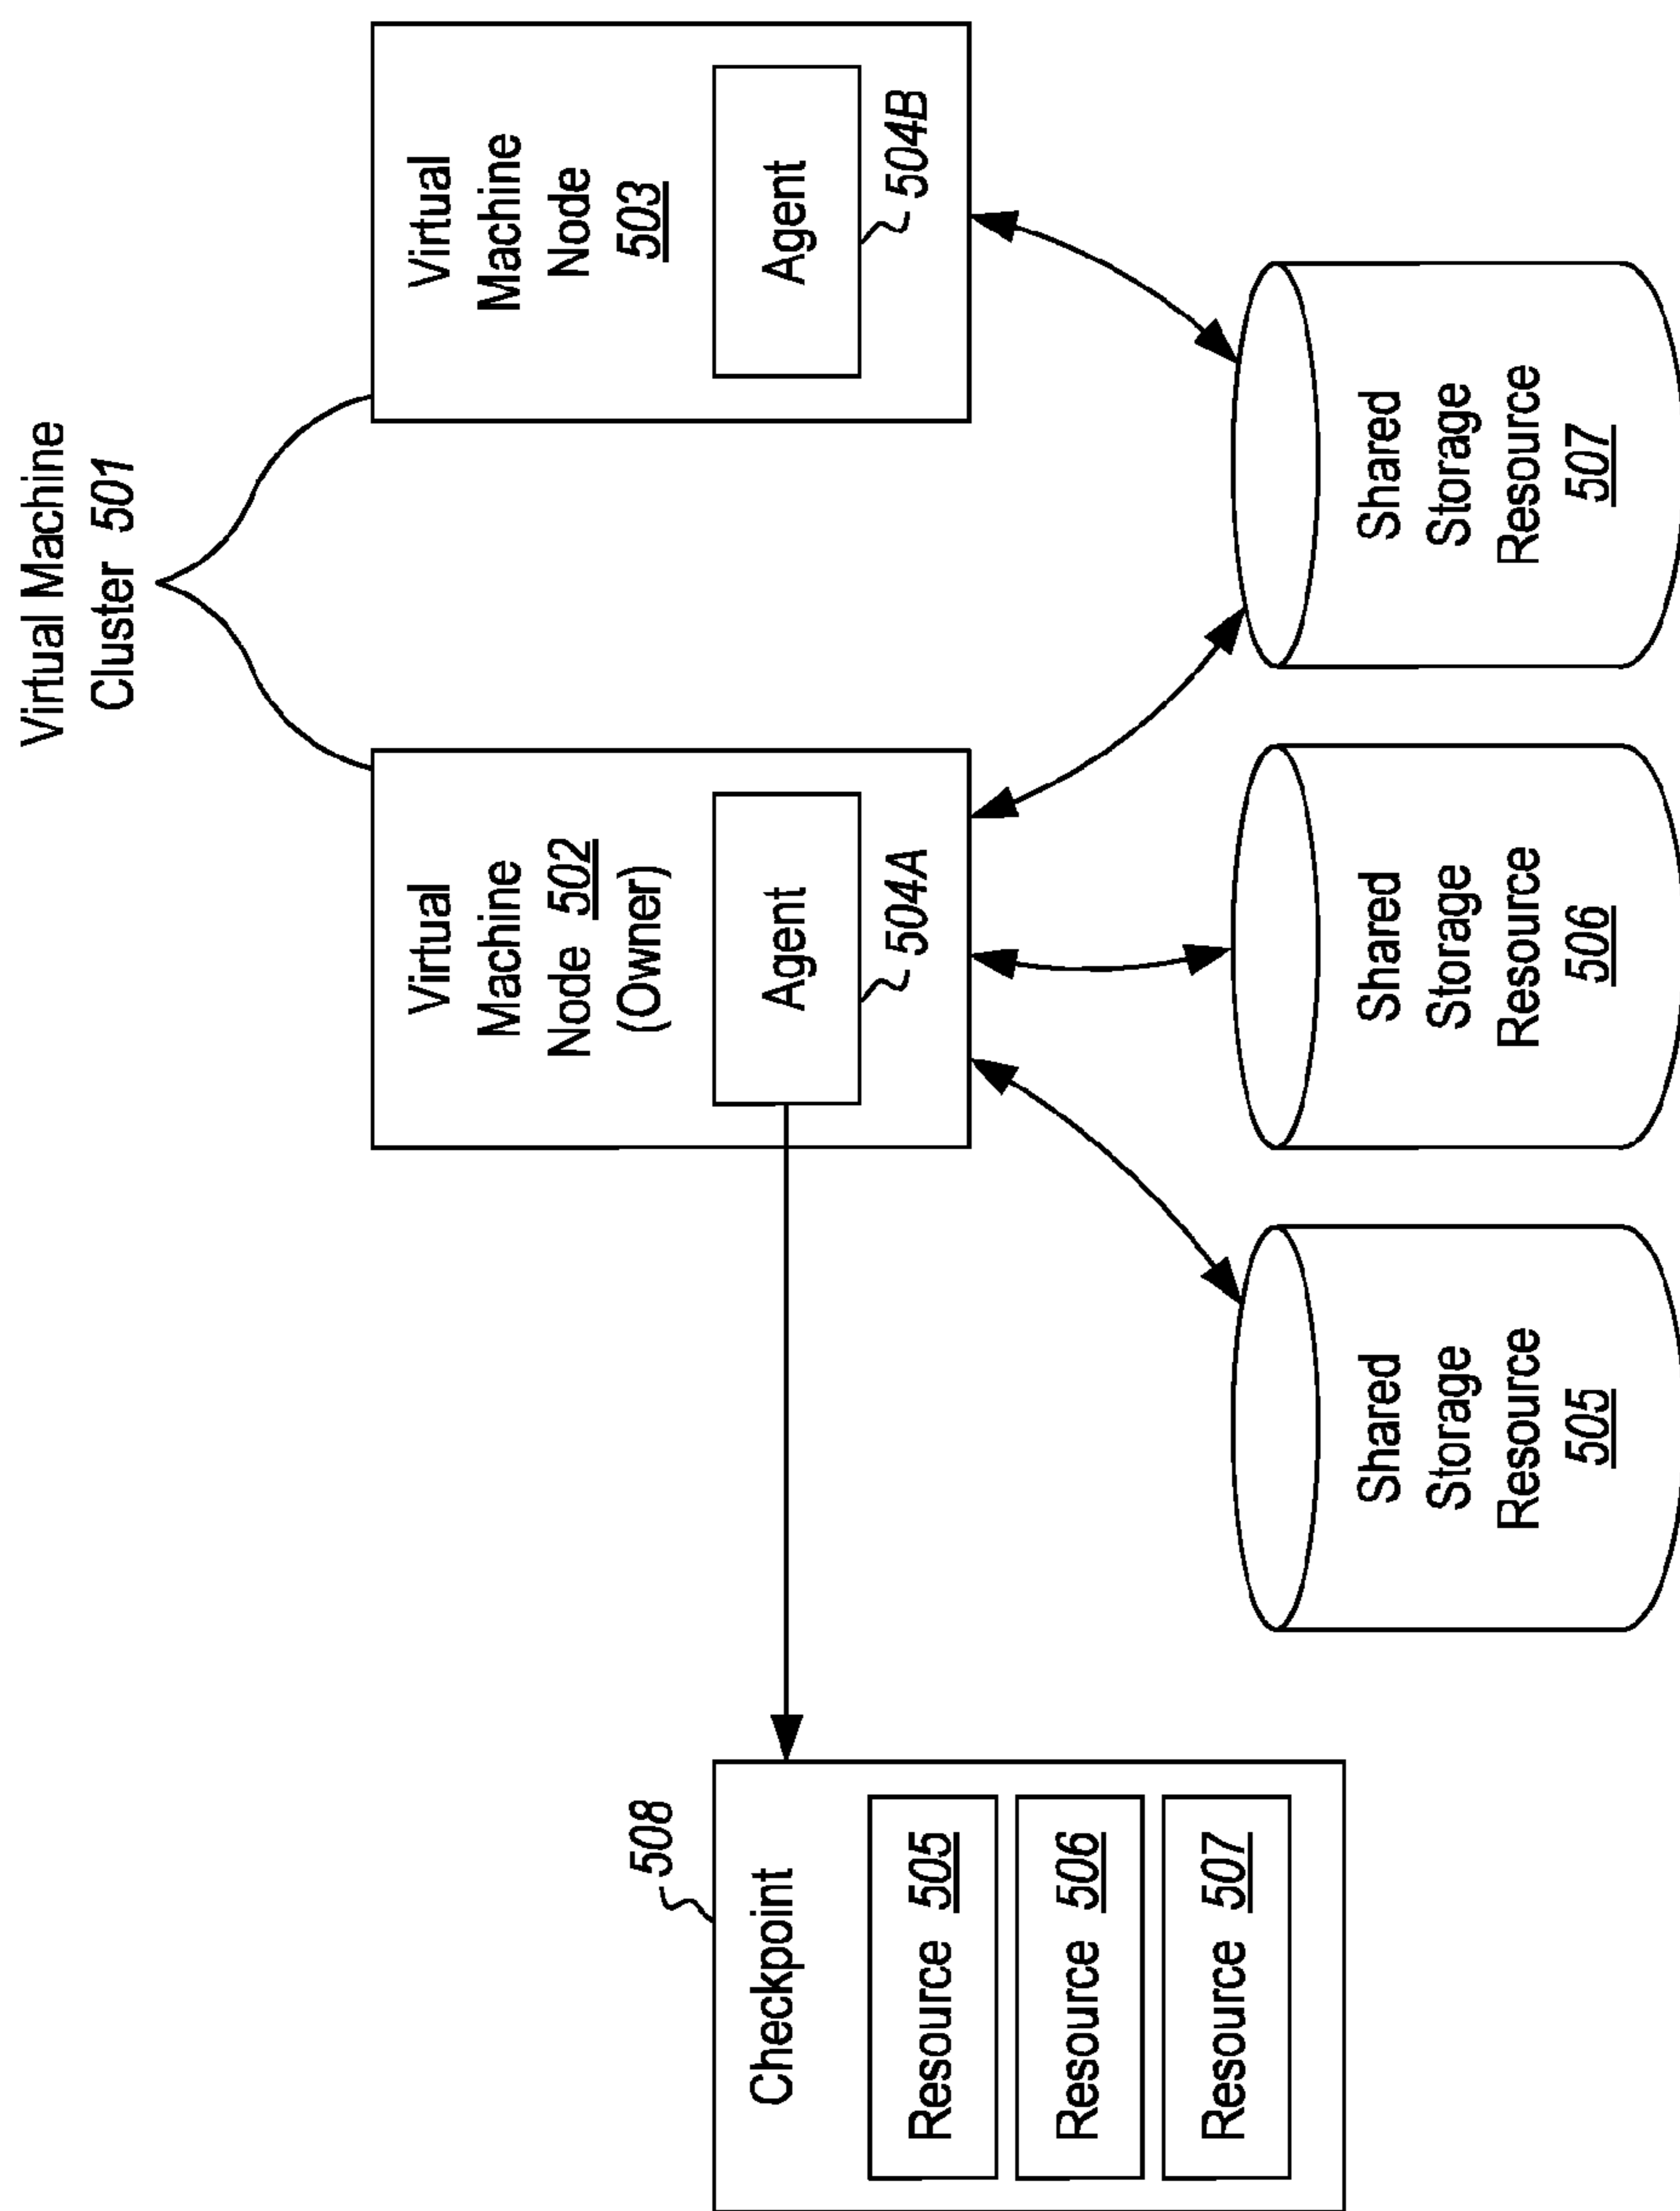 Virtual Machine
Cluster 501
Virtual
Machine
Node 502
(Owner)
Agent
504A
Virtual
Machine
Node
503
Agent
504B
508
Checkpoint
Resource 505
Resource 506
Resource 507
Shared
Storage
Resource
505
Shared
Storage
Resource
506
Shared
Storage
Resource
507